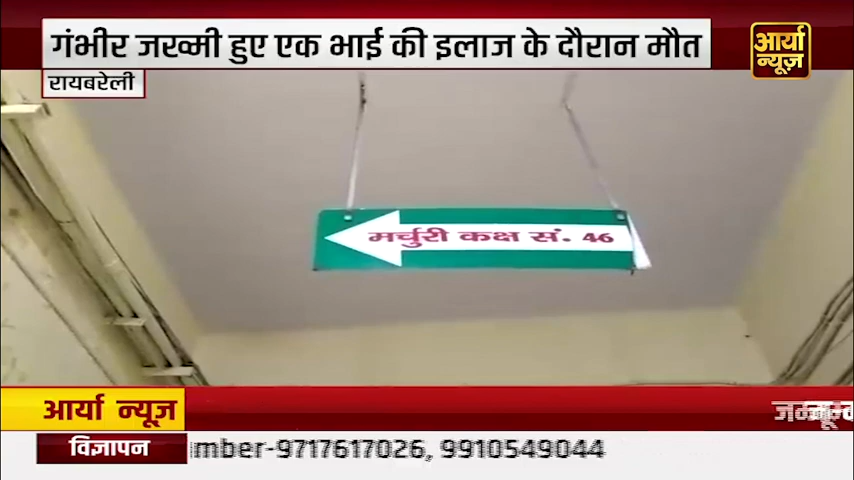 गंभीर जख्मी हुए एक भाई की इलाज के दौरान मौत
आर्या
न्यूज़
रायबरेली
मर्चुरी कक्ष सं. 46
आर्या न्यूज़
विज्ञापन
mber-9717617026, 9910549044